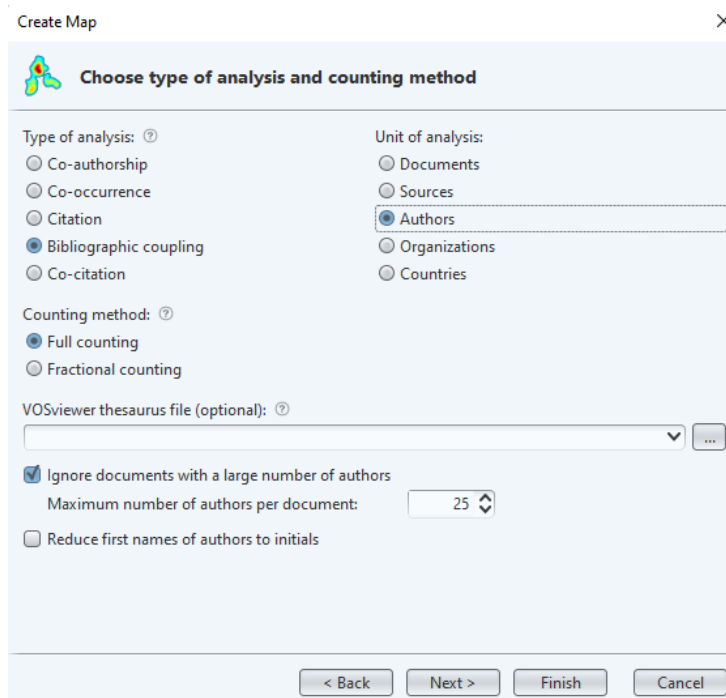 Create Map
Choose type of analysis and counting method
Type of analysis: ?
Unit of analysis:
Co-authorship
Documents
Co-occurrence
Sources
Citation
Authors
Bibliographic coupling
Organizations
Co-citation
Countries
Counting method: ?
Full counting
Fractional counting
VOSviewer thesaurus file (optional): ?
...
Ignore documents with a large number of authors
Maximum number of authors per document: 25
Reduce first names of authors to initials
< Back Next > Finish Cancel